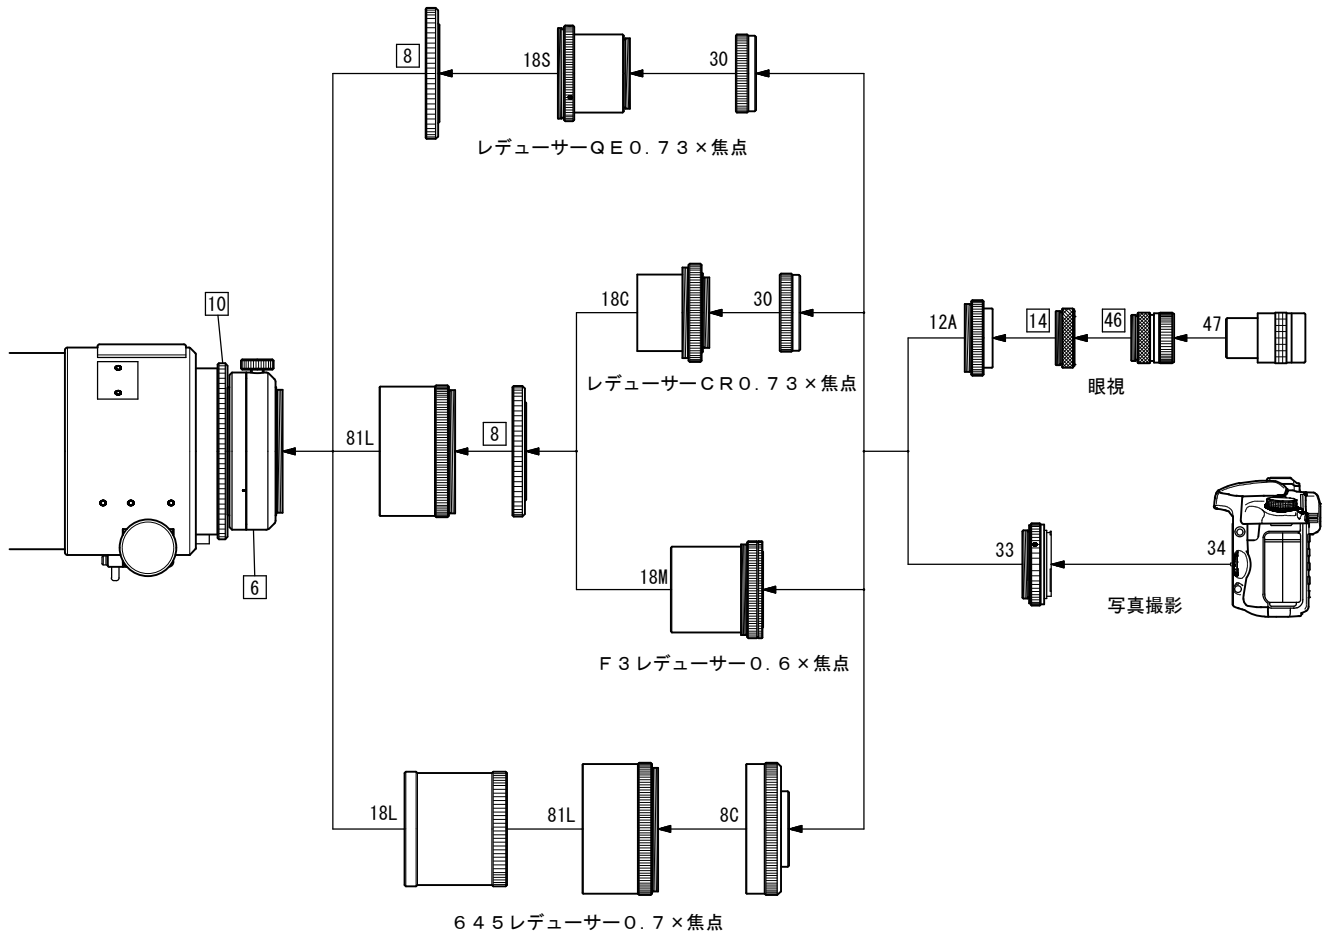 8
18S
30
レデューサーＱＥ０．７３×焦点
18C
30
レデューサーＣＲ０．７３×焦点
10
12A
14
46
47
眼視
81L
8
6
18M
Ｆ３レデューサー０．６×焦点
33
34
写真撮影
18L
81L
8C
６４５レデューサー０．７×焦点